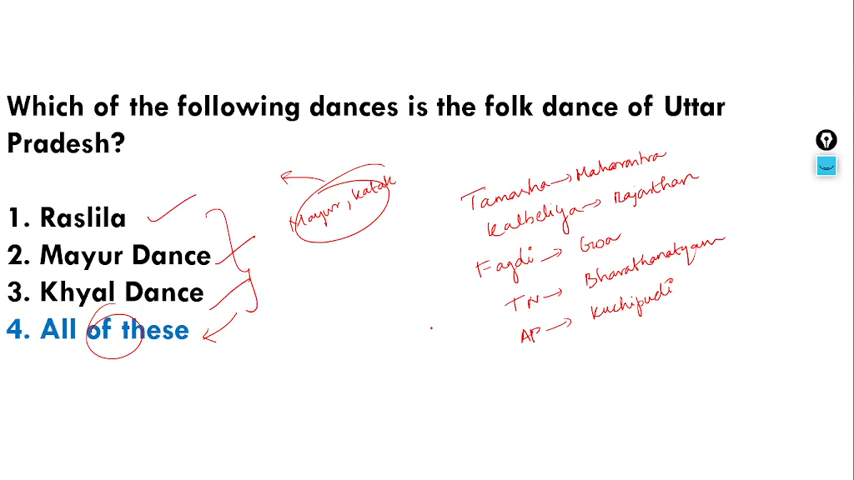 Which of the following dances is the folk dance of Uttar
Pradesh?
1. Raslila
2. Mayur Dance
3. Khyal Dance
4. All of these
Mayur, Katak
Tamasha → Maharastra
Kalbeliya → Rajasthan
Fagdi → Goa
TN → Bharathanatyam
AP → Kuchipudi